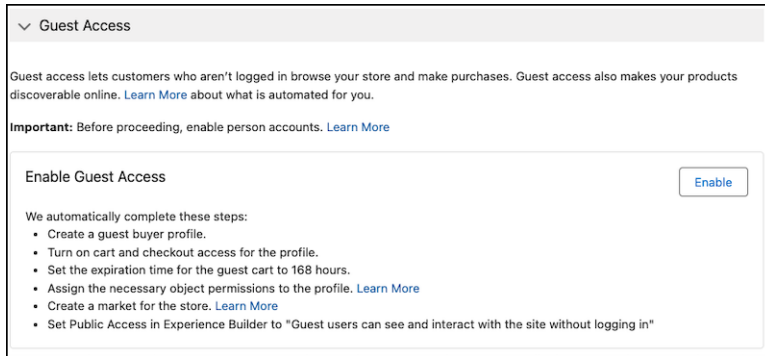 Guest Access
Guest access lets customers who aren’t logged in browse your store and make purchases. Guest access also makes your products
discoverable online. Learn More about what is automated for you.
Important: Before proceeding, enable person accounts. Learn More
Enable Guest Access
Enable
We automatically complete these steps:
• Create a guest buyer profile.
• Turn on cart and checkout access for the profile.
• Set the expiration time for the guest cart to 168 hours.
• Assign the necessary object permissions to the profile. Learn More
• Create a market for the store. Learn More
• Set Public Access in Experience Builder to "Guest users can see and interact with the site without logging in"